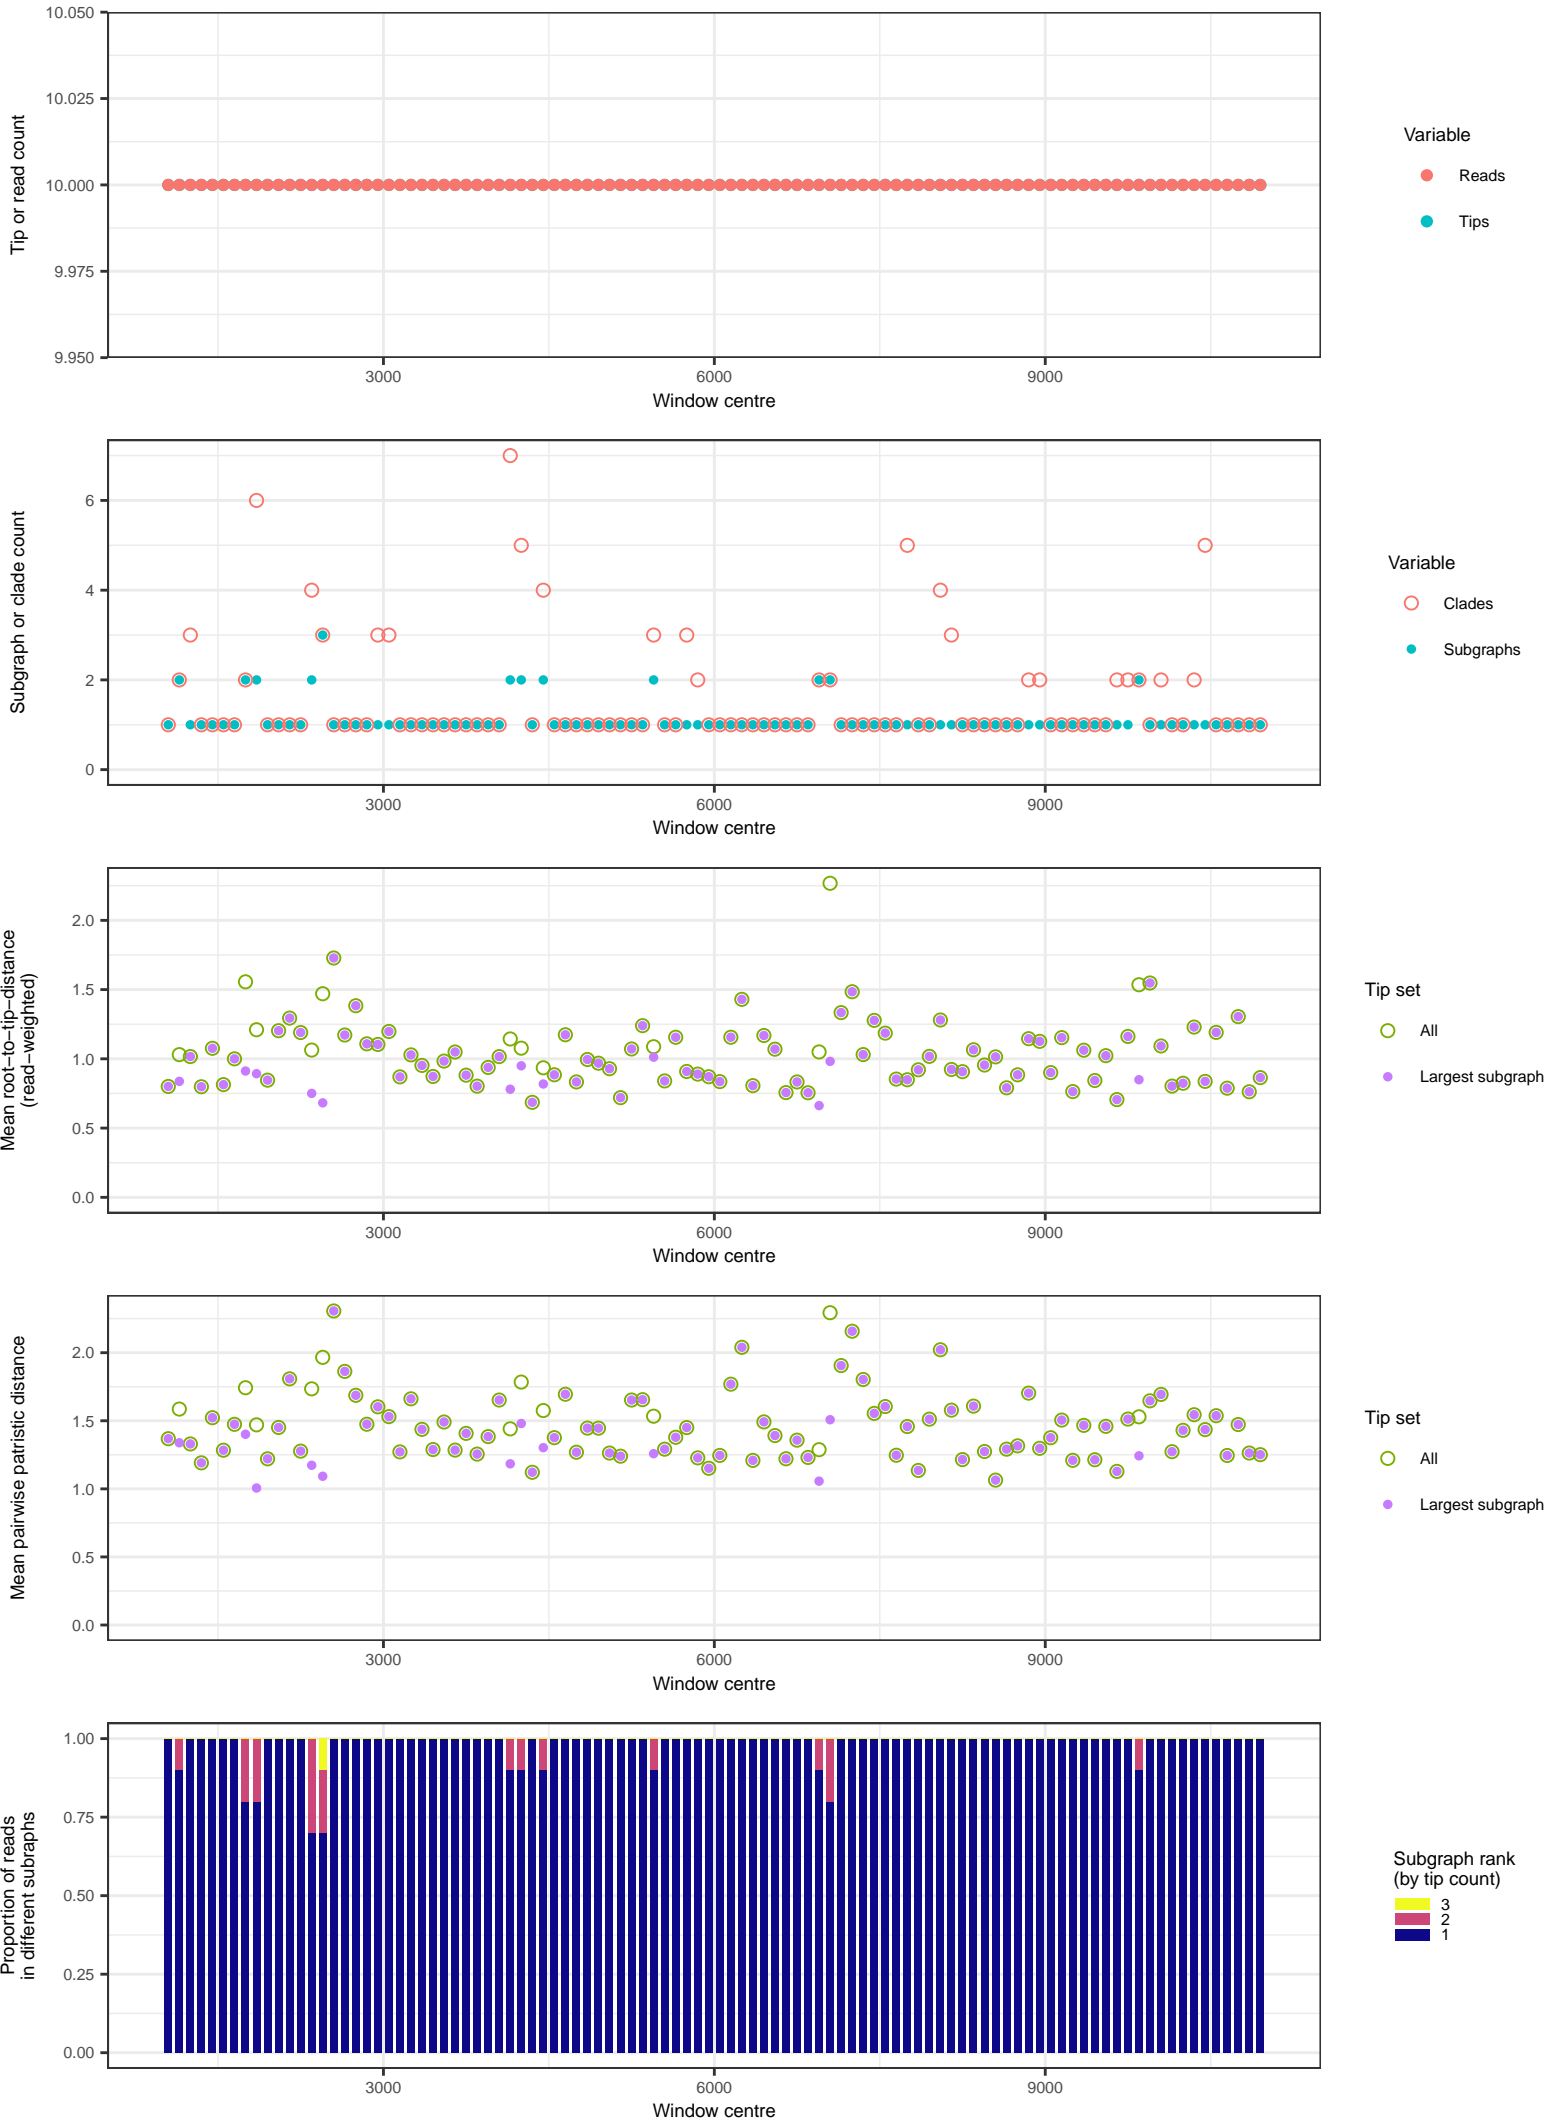 10.050
10.025
10.000
9.975
9.950
Tip or read count
3000 6000 9000
Window centre
Variable
Reads
Tips
6
4
2
0
Subgraph or clade count
3000 6000 9000
Window centre
Variable
Clades
Subgraphs
2.0
1.5
1.0
0.5
0.0
Mean root−to−tip−distance
(read−weighted)
3000 6000 9000
Window centre
Tip set
All
Largest subgraph
2.0
1.5
1.0
0.5
0.0
Mean pairwise patristic distance
3000 6000 9000
Window centre
Tip set
All
Largest subgraph
1.00
0.75
0.50
0.25
0.00
Proportion of reads
in different subraphs
3000 6000 9000
Window centre
Subgraph rank
(by tip count)
3
2
1